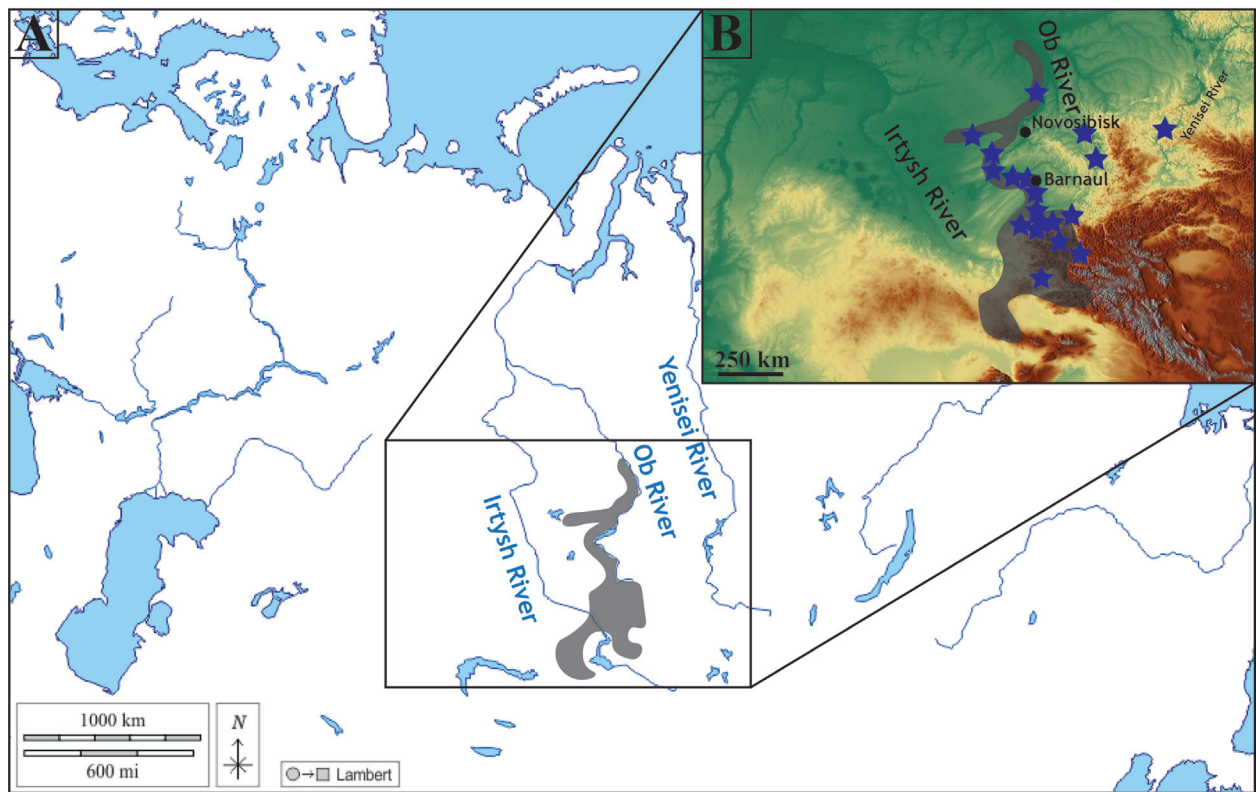 A
B
Ob River
Novosibisk
Yenisei River
Irtysh River
Barnaul
250 km
Yenisei River
Ob River
Irtysh River
1000 km
600 mi
N
Lambert